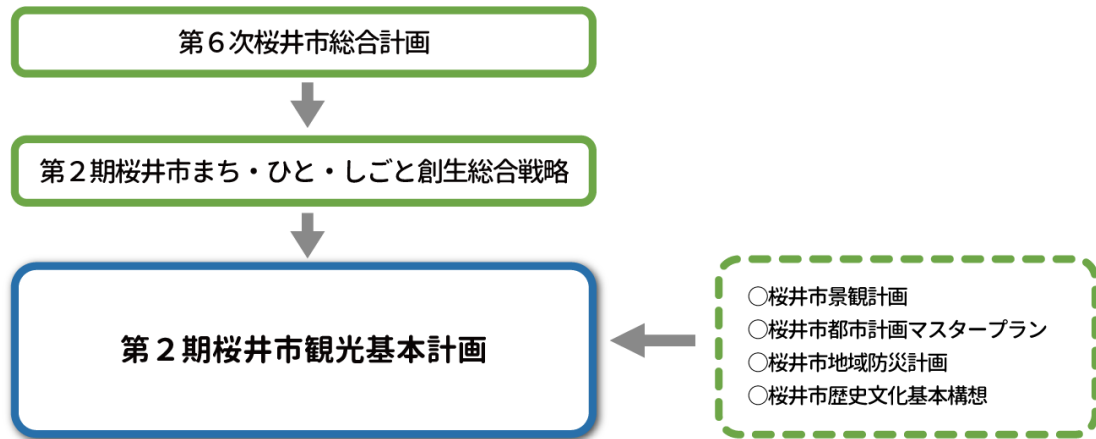 第６次桜井市総合計画
第２期桜井市まち・ひと・しごと創生総合戦略
第２期桜井市観光基本計画
○桜井市景観計画
○桜井市都市計画マスタープラン
○桜井市地域防災計画
○桜井市歴史文化基本構想